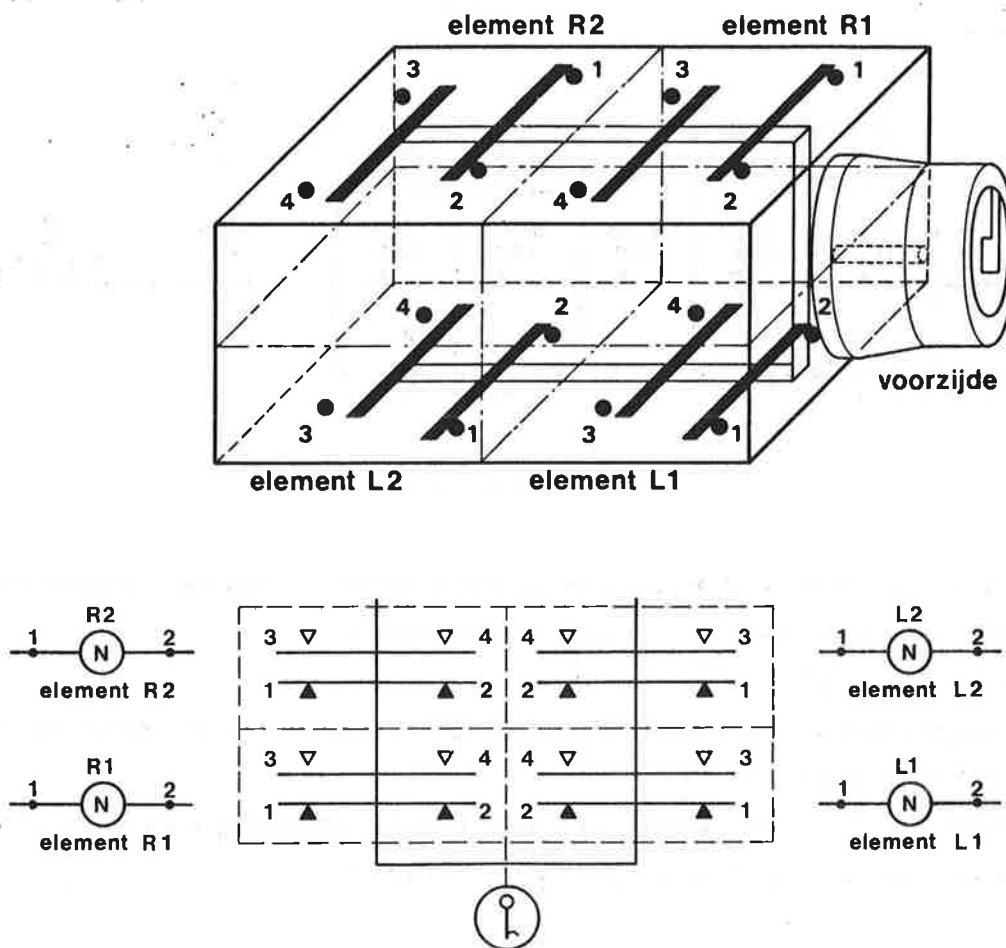 element R2 element R1
3 1 3 1
4 2 4 2
4 2 4 2
voorzijde
3 1 3 1
element L2 element L1
R2 L2
1 N 2 3 4 4 3 1 N 2
element R2 1 2 2 1 element L2
R1 3 4 4 3 L1
1 N 2 1 N 2
element R1 1 2 2 1 element L1